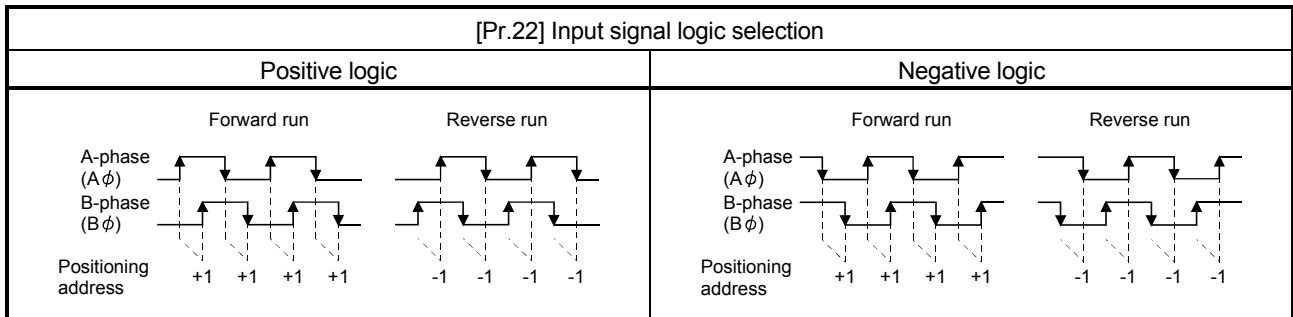 [Pr.22] Input signal logic selection
Positive logic
Negative logic
Forward run
Reverse run
A-phase
(Aϕ)
B-phase
(Bϕ)
Positioning
address
+1 +1 +1 +1
-1 -1 -1 -1
Forward run
Reverse run
A-phase
(Aϕ)
B-phase
(Bϕ)
Positioning
address
+1 +1 +1 +1
-1 -1 -1 -1